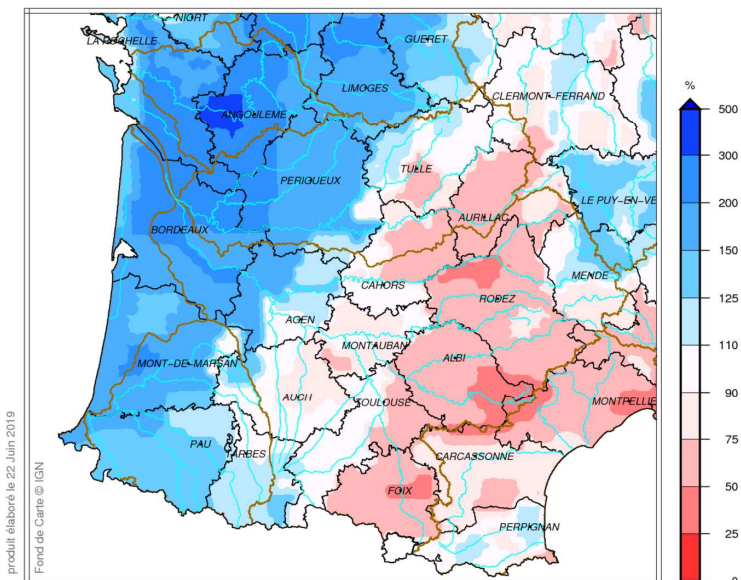 NIORT
LA ROCHELLE
GUERET
LIMOGES
CLERMONT-FERRAND
ANGOULEME
TULLE
PERIGUEUX
LE PUY-EN-VE
AURILLAC
BORDEAUX
MENDE
CAHORS
RODEZ
AGEN
MONTAUBAN
ALBI
MONT-DE-MARSAN
AUCH
TOULOUSE
MONTPELLIE
PAU
TARBES
CARCASSONNE
FOIX
PERPIGNAN
%
500
300
200
150
125
110
90
75
50
25
0
produit élaboré le 22 Juin 2019
Fond de Carte © IGN